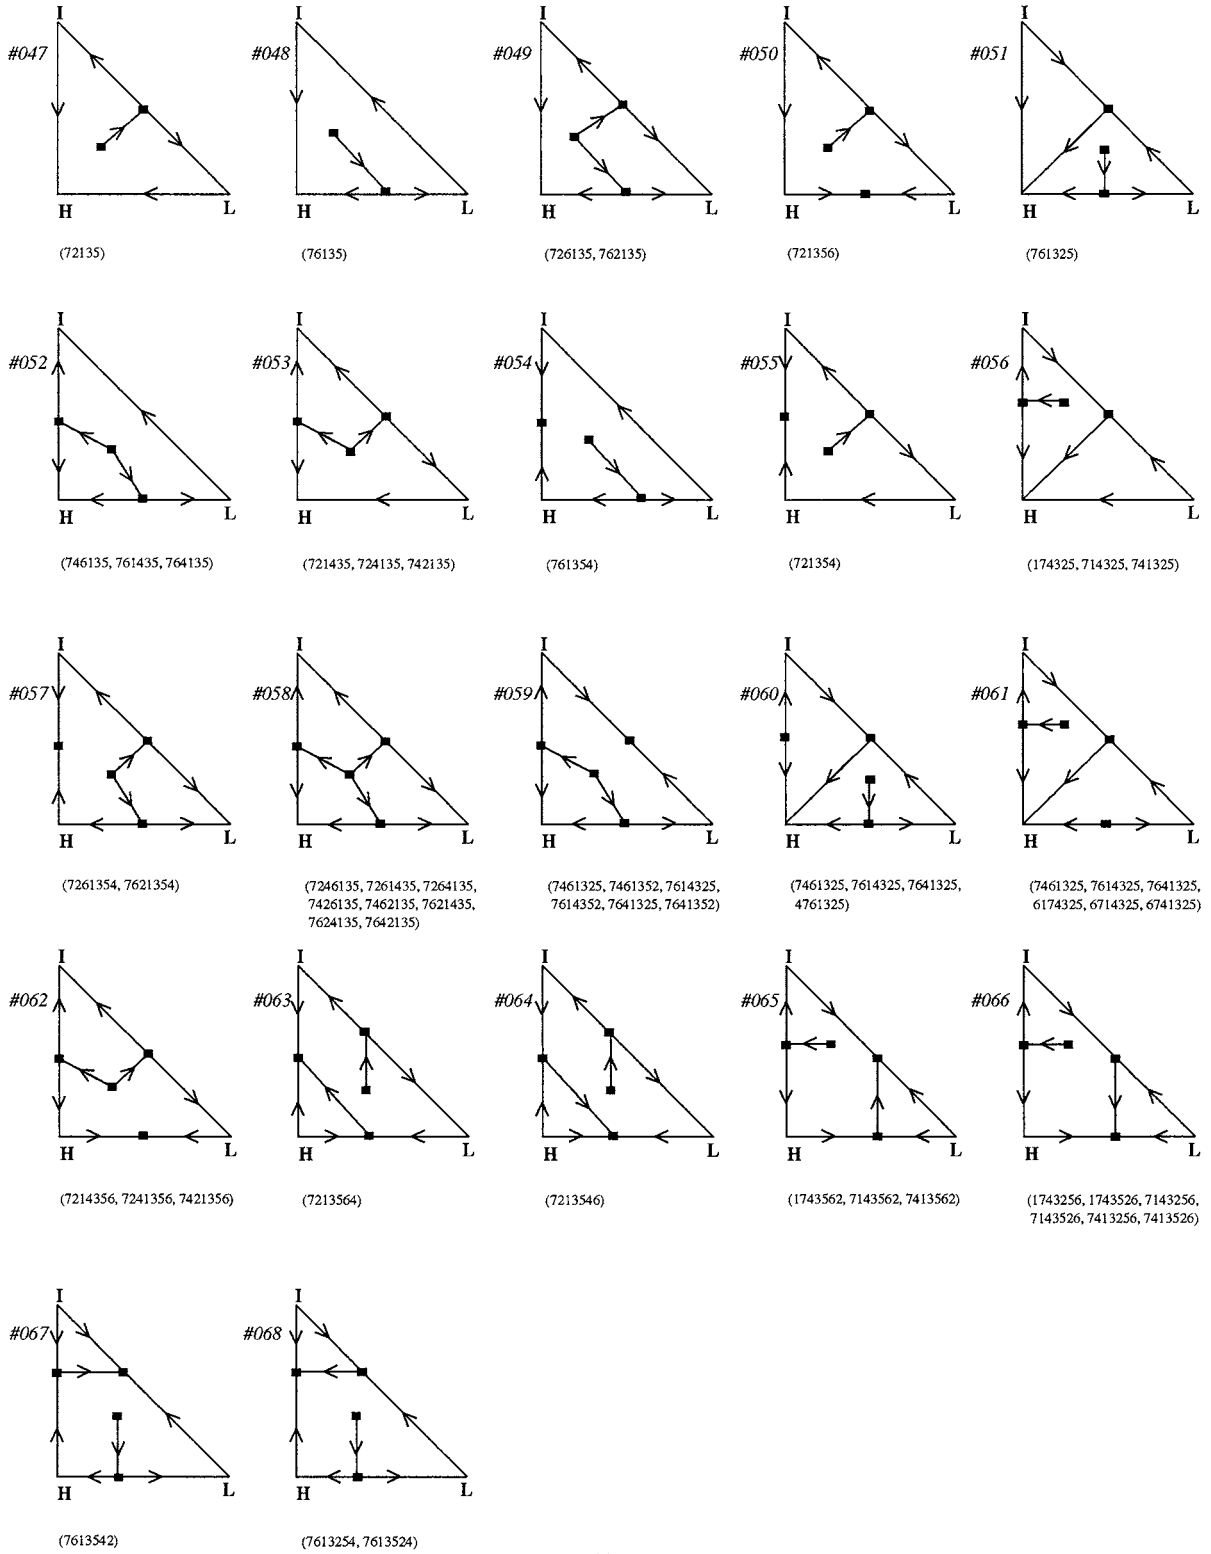 I I I I I
#047 #048 #049 #050 #051
H L H L H L H L H L
(72135) (76135) (726135, 762135) (721356) (761325)
I I I I I
#052 #053 #054 #055 #056
H L H L H L H L H L
(746135, 761435, 764135) (721435, 724135, 742135) (761354) (721354) (174325, 714325, 741325)
I I I I I
#057 #058 #059 #060 #061
H L H L H L H L H L
(7261354, 7621354) (7246135, 7261435, 7264135, (7461325, 7461352, 7614325, (7461325, 7614325, 7641325, (7461325, 7614325, 7641325,
7426135, 7462135, 7621435, 7614352, 7641325, 7641352) 4761325) 6174325, 6714325, 6741325)
7624135, 7642135)
I I I I I
#062 #063 #064 #065 #066
H L H L H L H L H L
(7214356, 7241356, 7421356) (7213564) (7213546) (1743562, 7143562, 7413562) (1743256, 1743526, 7143256,
7143526, 7413256, 7413526)
I I
#067 #068
H L H L
(7613542) (7613254, 7613524)